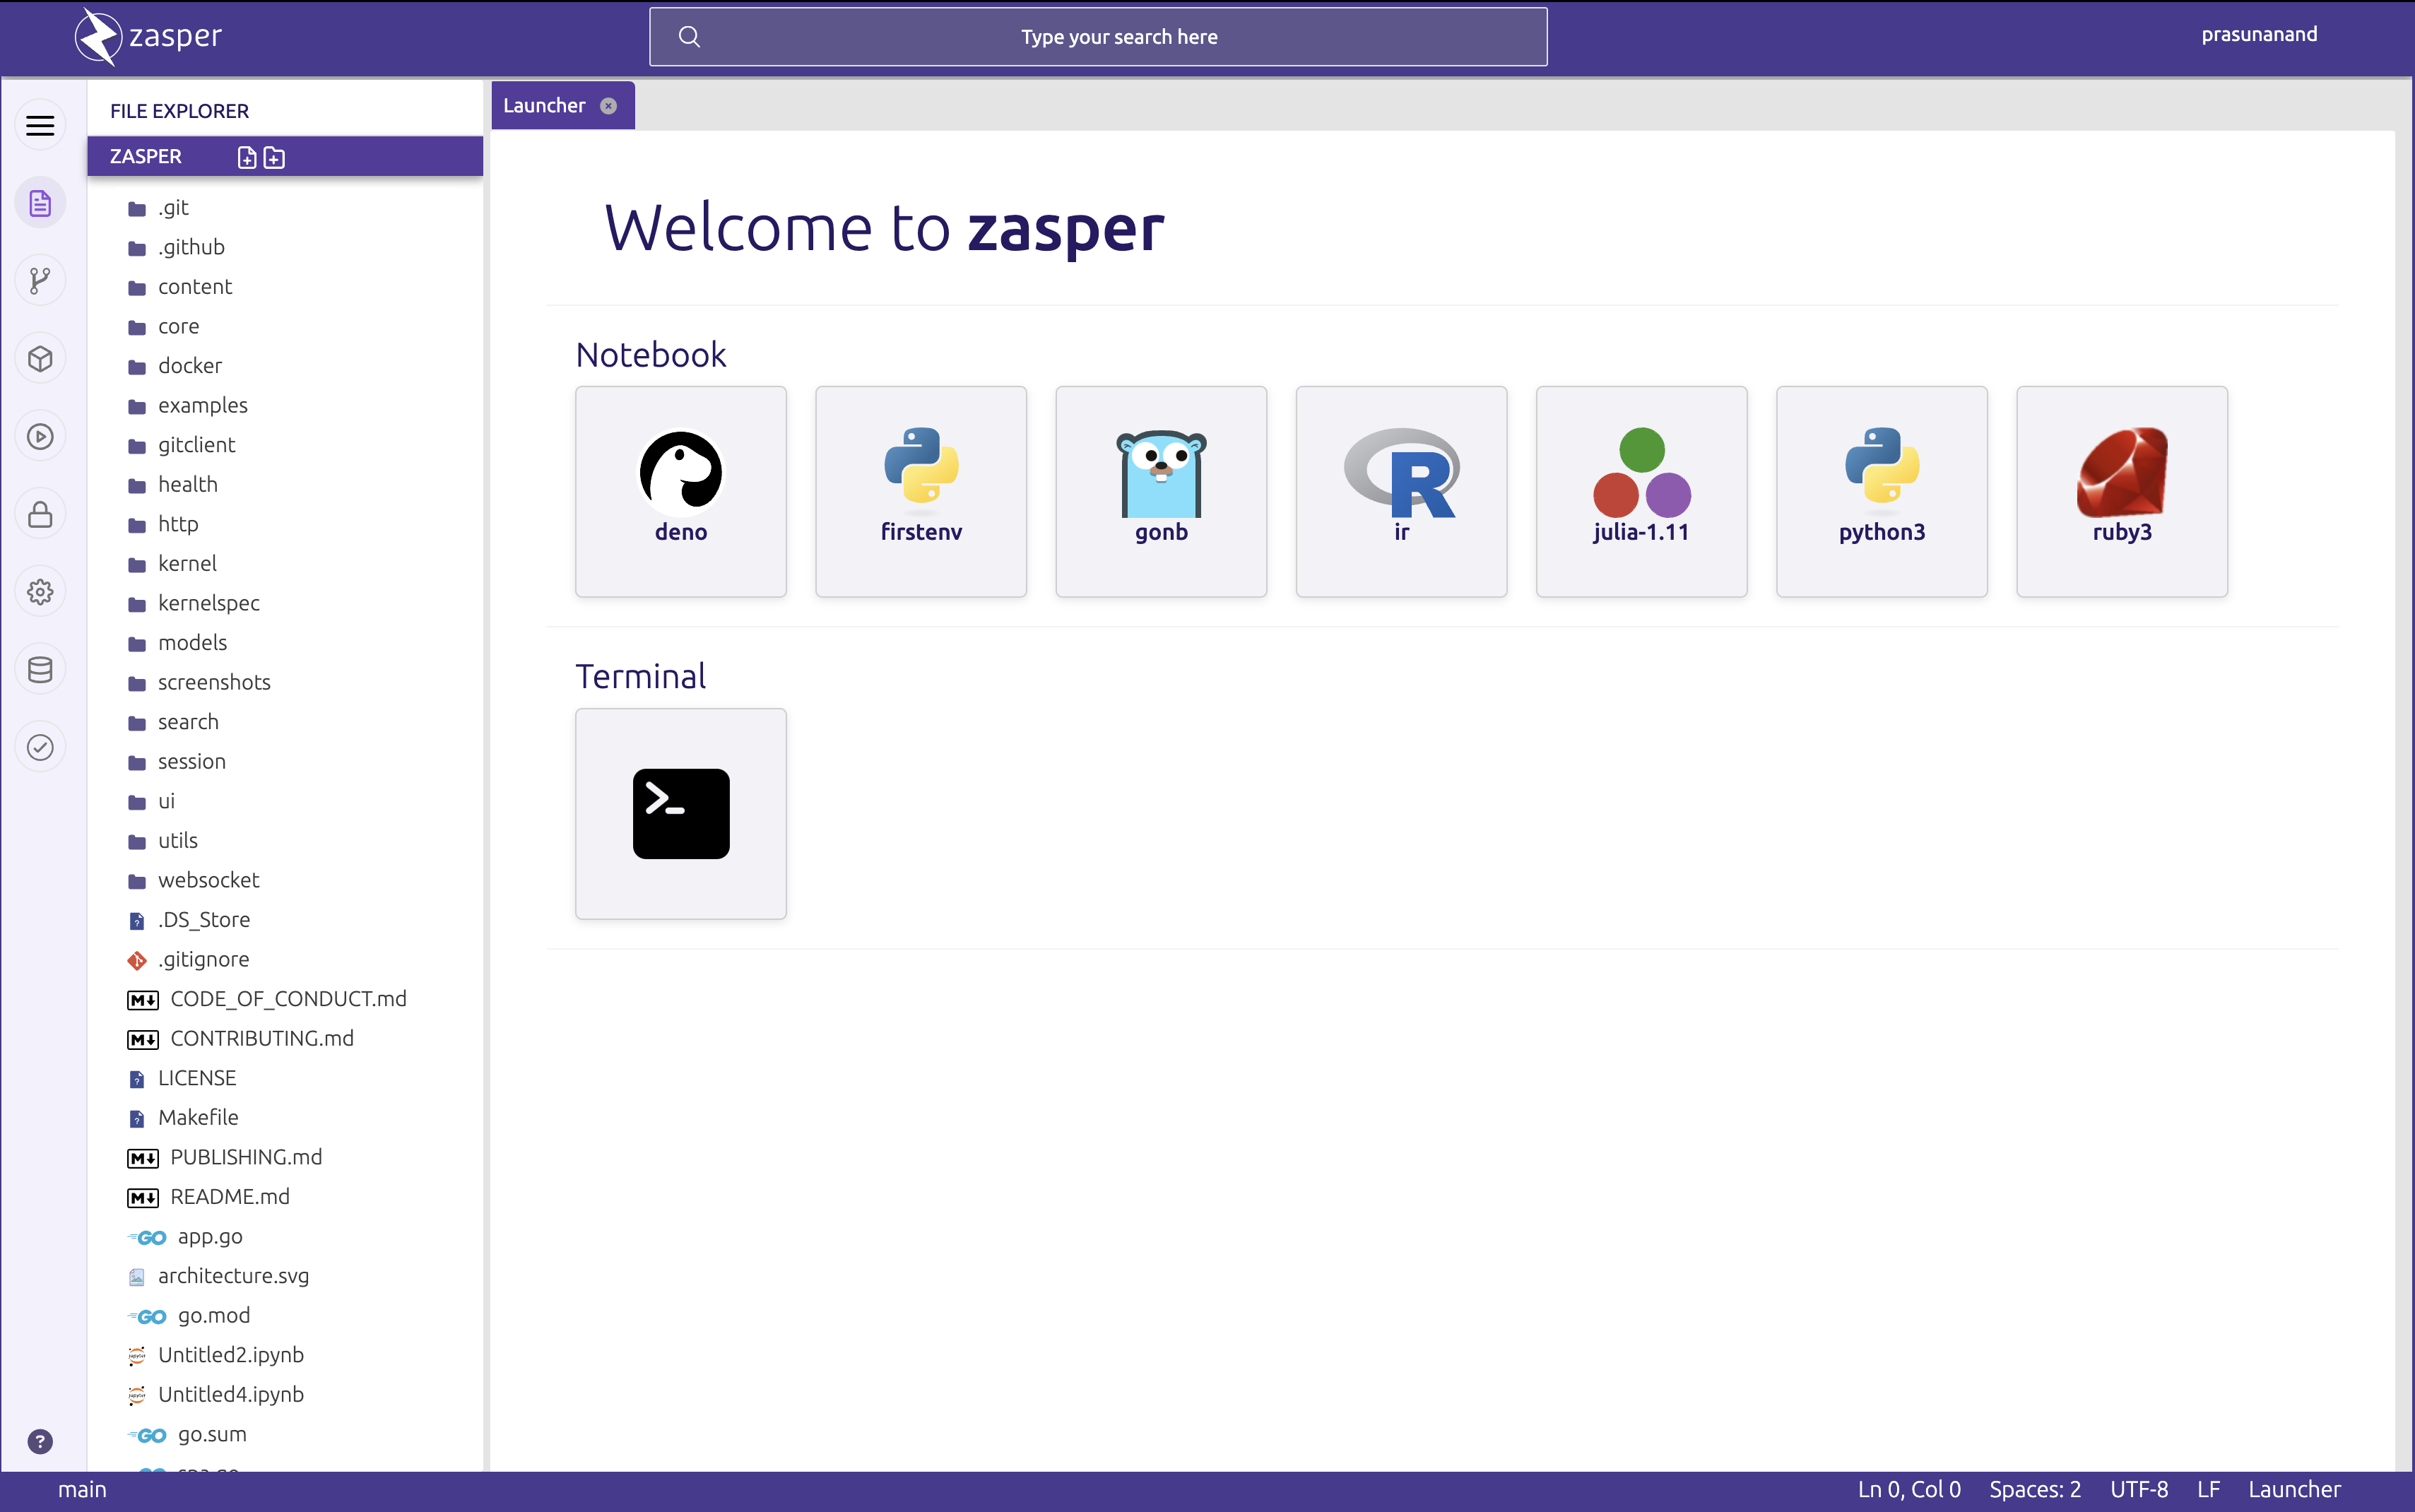 zasper
Type your search here
prasunanand
FILE EXPLORER
ZASPER
.git
.github
content
core
docker
examples
gitclient
health
http
kernel
kernelspec
models
screenshots
search
session
ui
utils
websocket
.DS_Store
.gitignore
CODE_OF_CONDUCT.md
CONTRIBUTING.md
LICENSE
Makefile
PUBLISHING.md
README.md
app.go
architecture.svg
go.mod
Untitled2.ipynb
Untitled4.ipynb
go.sum
Launcher
Welcome to zasper
Notebook
deno
firstenv
gonb
ir
julia-1.11
python3
ruby3
Terminal
main
Ln 0, Col 0 Spaces: 2 UTF-8 LF Launcher